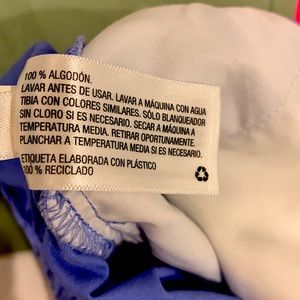 100 % ALGODÓN.
LAVAR ANTES DE USAR. LAVAR A MÁQUINA CON AGUA
TIBIA CON COLORES SIMILARES. SÓLO BLANQUEADOR
SIN CLORO SI ES NECESARIO. SECAR A MÁQUINA A
TEMPERATURA MEDIA. RETIRAR OPORTUNAMENTE.
PLANCHAR A TEMPERATURA MEDIA SI ES NECESARIO.
ETIQUETA ELABORADA CON PLÁSTICO
100 % RECICLADO